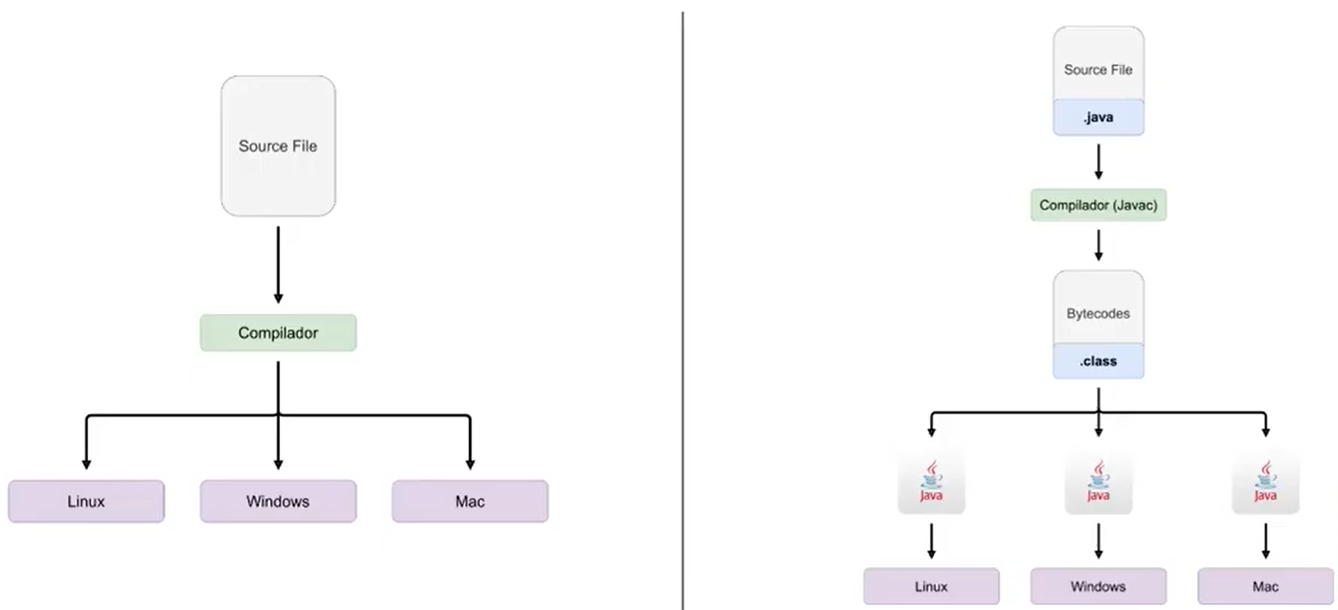 Source File
Compilador
Linux
Windows
Mac
Source File
.java
Compilador (Javac)
Bytecodes
.class
Java
Java
Java
Linux
Windows
Mac